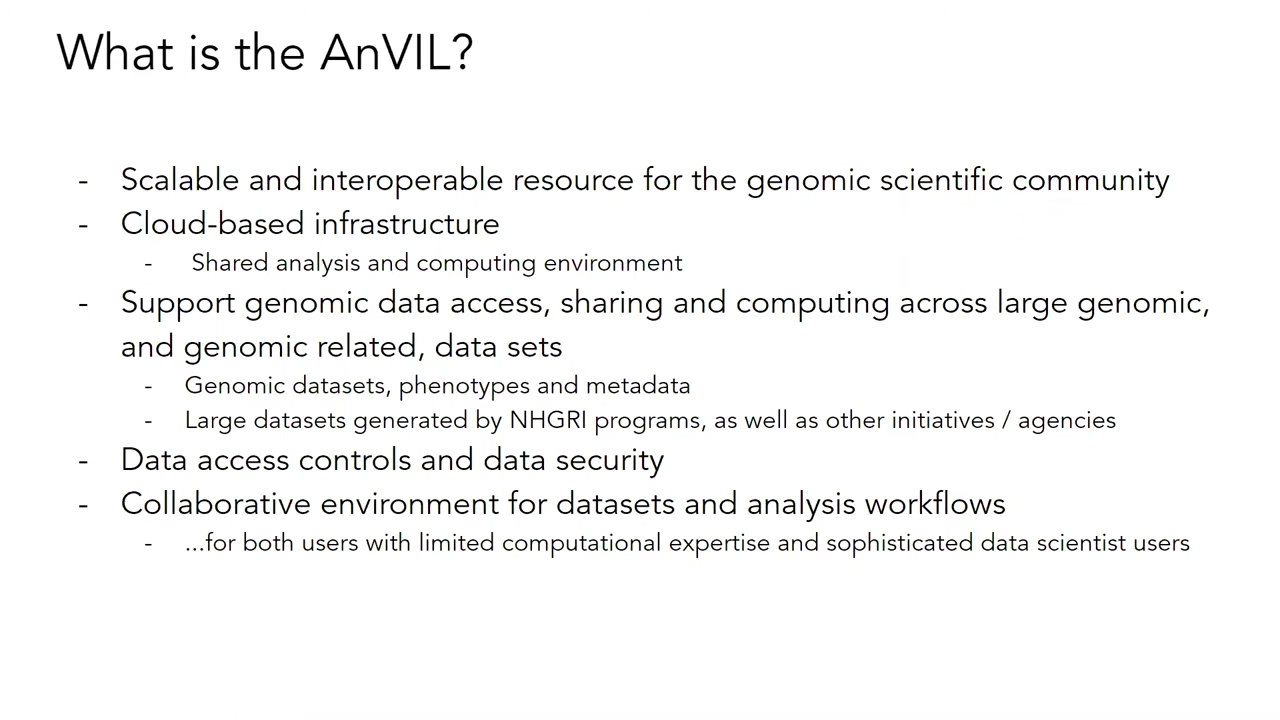 What is the AnVIL?
- Scalable and interoperable resource for the genomic scientific community
- Cloud-based infrastructure
- Shared analysis and computing environment
- Support genomic data access, sharing and computing across large genomic,
and genomic related, data sets
- Genomic datasets, phenotypes and metadata
- Large datasets generated by NHGRI programs, as well as other initiatives / agencies
- Data access controls and data security
- Collaborative environment for datasets and analysis workflows
- ...for both users with limited computational expertise and sophisticated data scientist users